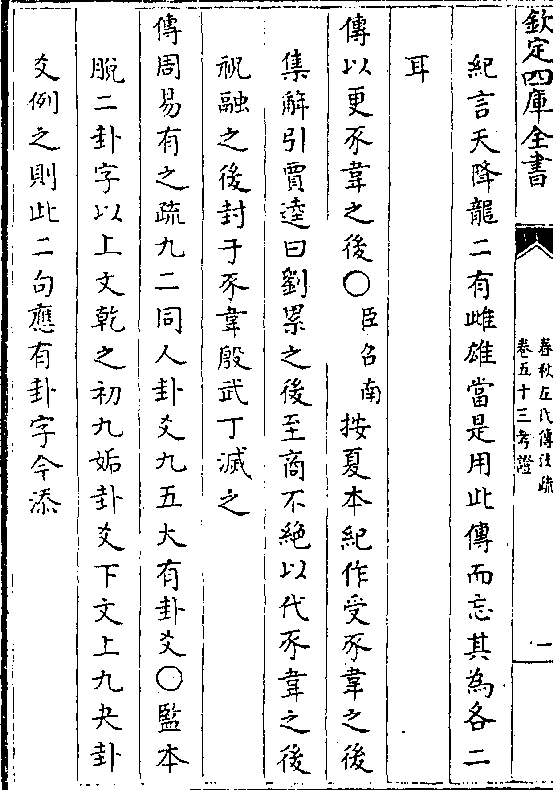 欽定四庫全書
春秋左氏傳注疏
卷五十三考證
一
紀言天降龍二有雌雄當是用此傳而忘其為各二
耳
傳以更豕韋之後○臣召南按夏本紀作受豕韋之後
集解引賈逵曰劉累之後至商不絶以代豕韋之後
祝融之後封于豕韋殷武丁滅之
傳周易有之疏九二同人卦爻九五大有卦爻○監本
脫二卦字以上文乾之初九姤卦爻下文上九夬卦
爻例之則此二句應有卦字今添